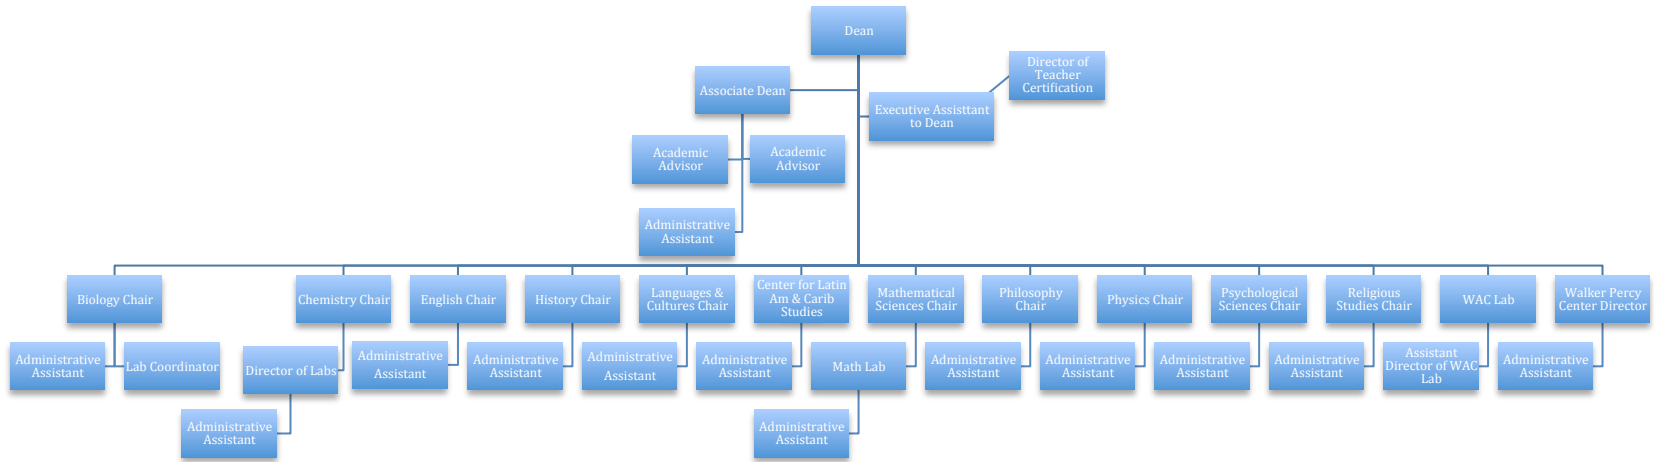 Dean
Director of
Teacher
Certification
Associate Dean
Executive Assisttant
to Dean
Academic
Advisor
Academic
Advisor
Administrative
Assistant
Biology Chair
Chemistry Chair
English Chair
History Chair
Languages &
Cultures Chair
Center for Latin
Am & Carib
Studies
Mathematical
Sciences Chair
Philosophy
Chair
Physics Chair
Psychological
Sciences Chair
Religious
Studies Chair
WAC Lab
Walker Percy
Center Director
Administrative
Assistant
Lab Coordinator
Director of Labs
Administrative
Assistant
Administrative
Assistant
Administrative
Assistant
Administrative
Assistant
Math Lab
Administrative
Assistant
Administrative
Assistant
Administrative
Assistant
Administrative
Assistant
Assistant
Director of WAC
Lab
Administrative
Assistant
Administrative
Assistant
Administrative
Assistant